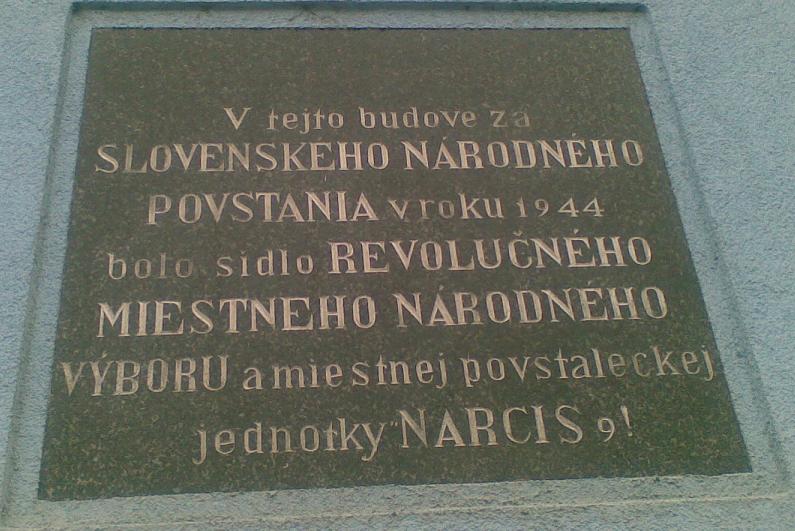 V tejto budove za
SLOVENSKÉHO NÁRODNÉHO
POVSTANIA v roku 1944
bolo sídlo REVOLUČNÉHO
MIESTNEHO NÁRODNÉHO
VÝBORU a miestnej povstaleckej
jednotky "NARCIS 9!